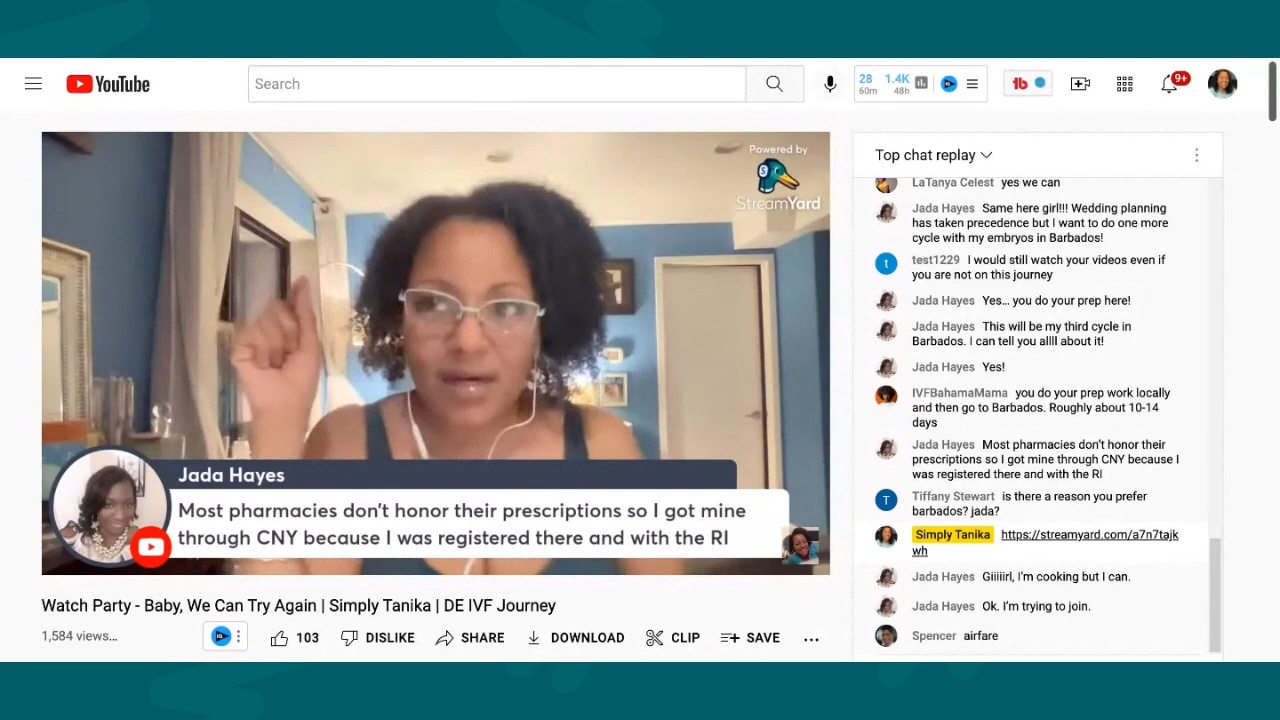 YouTube
Search
28
60m
1.4K
48h
9+
Powered by
StreamYard
Jada Hayes
Most pharmacies don't honor their prescriptions so I got mine
through CNY because I was registered there and with the RI
Watch Party - Baby, We Can Try Again | Simply Tanika | DE IVF Journey
1,584 views...
103
DISLIKE
SHARE
DOWNLOAD
CLIP
SAVE
Top chat replay
LaTanya Celest yes we can
Jada Hayes Same here girl!!! Wedding planning
has taken precedence but I want to do one more
cycle with my embryos in Barbados!
t
test1229 I would still watch your videos even if
you are not on this journey
Jada Hayes Yes… you do your prep here!
Jada Hayes This will be my third cycle in
Barbados. I can tell you allll about it!
Jada Hayes Yes!
IVFBahamaMama you do your prep work locally
and then go to Barbados. Roughly about 10-14
days
Jada Hayes Most pharmacies don't honor their
prescriptions so I got mine through CNY because I
was registered there and with the RI
T
Tiffany Stewart is there a reason you prefer
barbados? jada?
Simply Tanika https://streamyard.com/a7n7tajk
wh
Jada Hayes Giiiiirl, I'm cooking but I can.
Jada Hayes Ok. I'm trying to join.
Spencer airfare